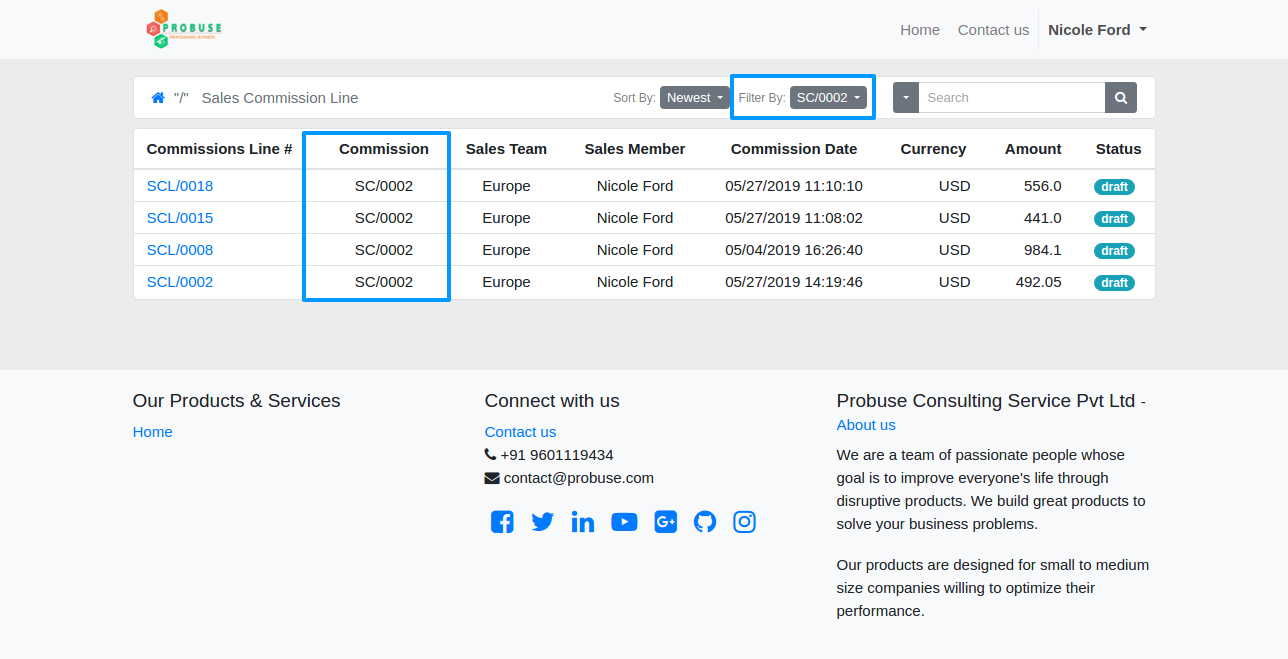 PROBUSE
PROFESSIONAL BUSINESS
Home Contact us Nicole Ford
"/" Sales Commission Line Sort By: Newest Filter By: SC/0002 Search
Commissions Line # Commission Sales Team Sales Member Commission Date Currency Amount Status
SCL/0018 SC/0002 Europe Nicole Ford 05/27/2019 11:10:10 USD 556.0 draft
SCL/0015 SC/0002 Europe Nicole Ford 05/27/2019 11:08:02 USD 441.0 draft
SCL/0008 SC/0002 Europe Nicole Ford 05/04/2019 16:26:40 USD 984.1 draft
SCL/0002 SC/0002 Europe Nicole Ford 05/27/2019 14:19:46 USD 492.05 draft
Our Products & Services
Home
Connect with us
Contact us
+91 9601119434
contact@probuse.com
Probuse Consulting Service Pvt Ltd -
About us
We are a team of passionate people whose
goal is to improve everyone's life through
disruptive products. We build great products to
solve your business problems.
Our products are designed for small to medium
size companies willing to optimize their
performance.